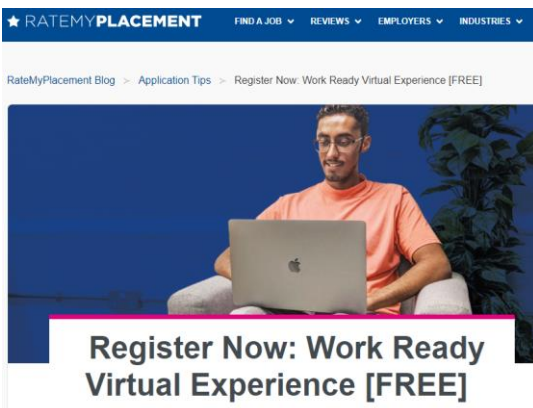 ★ RATEMYPLACEMENT
FIND A JOB
REVIEWS
EMPLOYERS
INDUSTRIES
RateMyPlacement Blog > Application Tips > Register Now: Work Ready Virtual Experience [FREE]
Register Now: Work Ready
Virtual Experience [FREE]